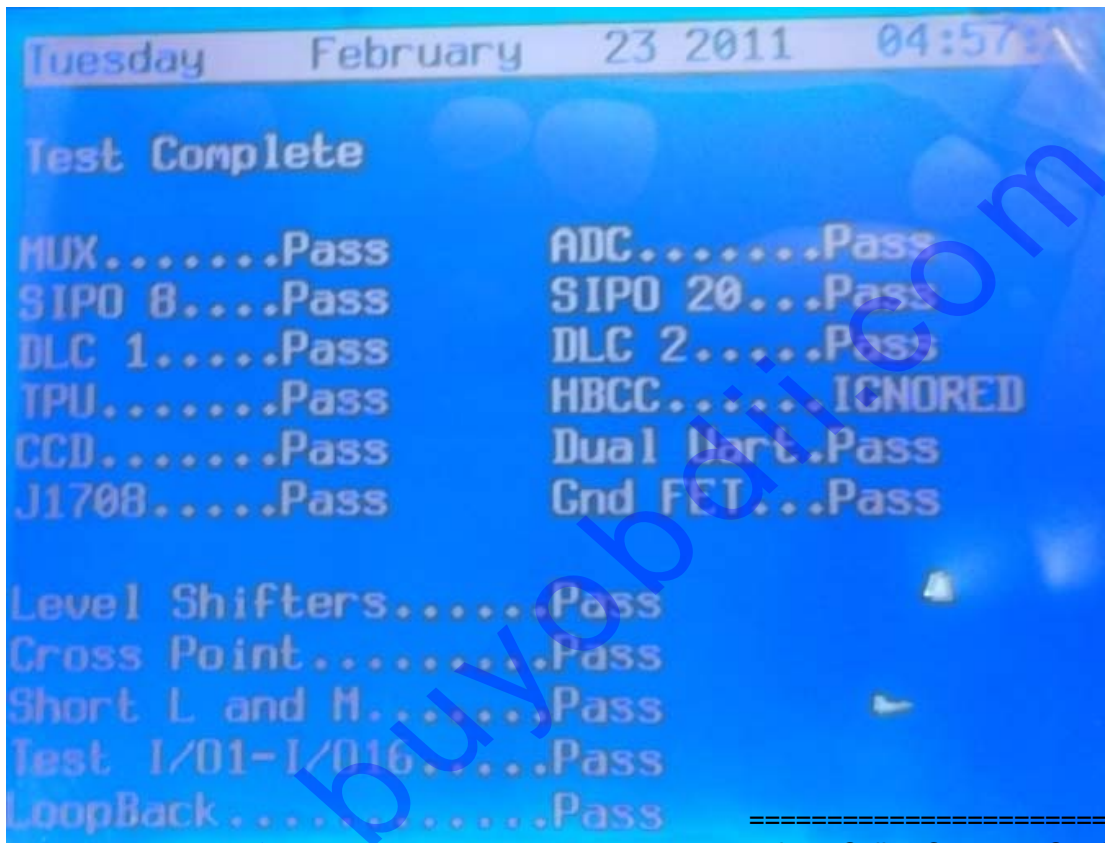 Tuesday February 23 2011 04:57:
Test Complete
MUX.......Pass ADC.......Pass
SIPO 8....Pass SIPO 20...Pass
DLC 1.....Pass DLC 2.....Pass
TPU.......Pass HBCC......IGNORED
CCD.......Pass Dual Uart.Pass
J1708.....Pass Gnd FET...Pass
Level Shifters......Pass
Cross Point.........Pass
Short L and M.......Pass
Test I/O1-I/O16.....Pass
LoopBack............Pass
buyobdii.com